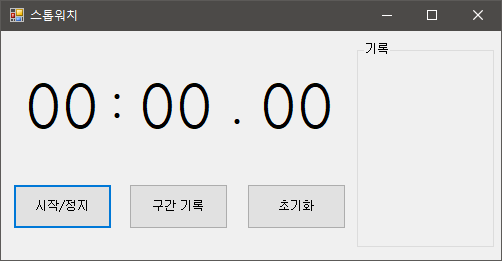 스톱워치
기록
00 : 00 . 00
시작/정지
구간 기록
초기화